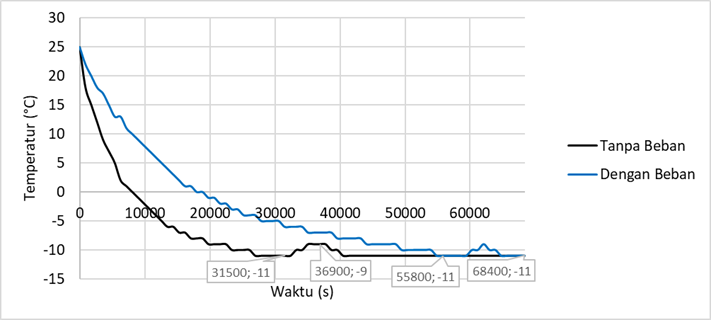 30
25
20
15
10
5
0
-5
-10
-15
Temperatur (°C)
0 10000 20000 30000 40000 50000 60000
31500; -11
36900; -9
55800; -11
68400; -11
Waktu (s)
Tanpa Beban
Dengan Beban